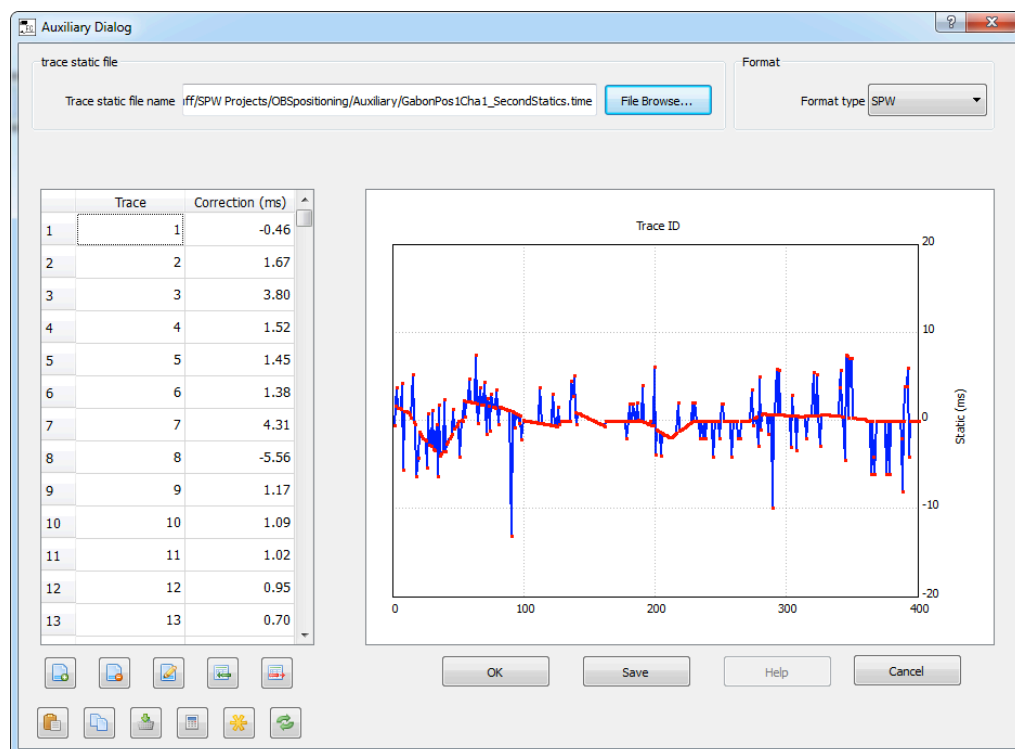 Auxiliary Dialog
trace static file
Trace static file name iff/SPW Projects/OBSpositioning/Auxiliary/GabonPos1Cha1_SecondStatics.time File Browse...
Format
Format type SPW
Trace Correction (ms)
1 1 -0.46
2 2 1.67
3 3 3.80
4 4 1.52
5 5 1.45
6 6 1.38
7 7 4.31
8 8 -5.56
9 9 1.17
10 10 1.09
11 11 1.02
12 12 0.95
13 13 0.70
Trace ID
20
10
0
-10
-20
Static (ms)
0 100 200 300 400
OK Save Help Cancel